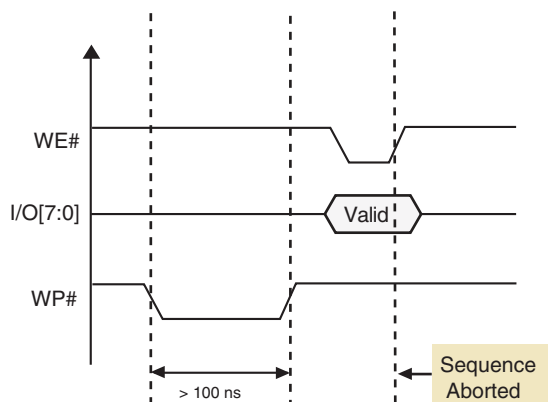 WE#
I/O[7:0]
Valid
WP#
> 100 ns
Sequence
Aborted